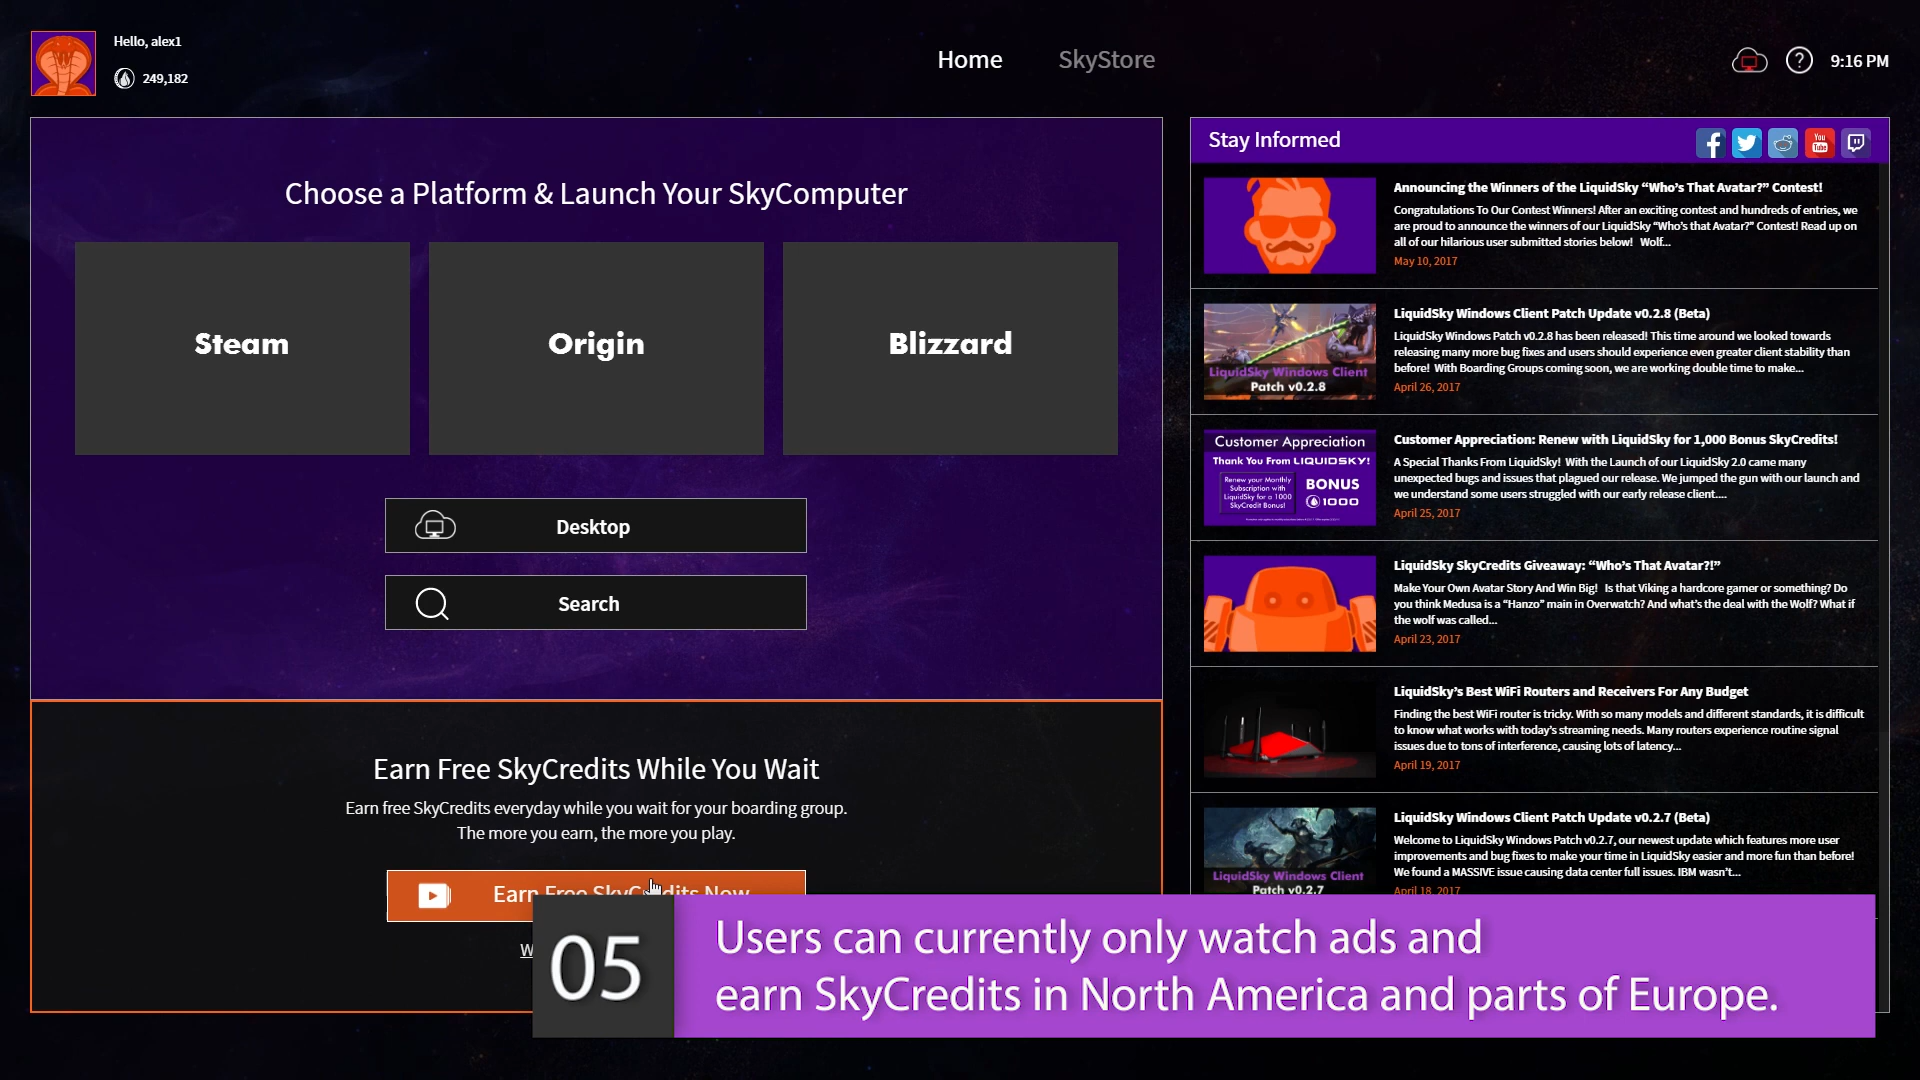 Hello, alex1
249,182
Home
SkyStore
9:16 PM
Choose a Platform & Launch Your SkyComputer
Steam
Origin
Blizzard
Desktop
Search
Earn Free SkyCredits While You Wait
Earn free SkyCredits everyday while you wait for your boarding group.
The more you earn, the more you play.
Earn Free SkyCredits Now
W
Stay Informed
You
Tube
Announcing the Winners of the LiquidSky “Who’s That Avatar?” Contest!
Congratulations To Our Contest Winners! After an exciting contest and hundreds of entries, we
are proud to announce the winners of our LiquidSky “Who’s that Avatar?” Contest! Read up on
all of our hilarious user submitted stories below! Wolf...
May 10, 2017
LiquidSky Windows Client
Patch v0.2.8
LiquidSky Windows Client Patch Update v0.2.8 (Beta)
LiquidSky Windows Patch v0.2.8 has been released! This time around we looked towards
releasing many more bug fixes and users should experience even greater client stability than
before! With Boarding Groups coming soon, we are working double time to make...
April 26, 2017
Customer Appreciation
Thank You From LIQUIDSKY!
Renew your Monthly
Subscription with
LiquidSky for a 1000
SkyCredit Bonus!
BONUS
1000
Customer Appreciation: Renew with LiquidSky for 1,000 Bonus SkyCredits!
A Special Thanks From LiquidSky! With the Launch of our LiquidSky 2.0 came many
unexpected bugs and issues that plagued our release. We jumped the gun with our launch and
we understand some users struggled with our early release client....
April 25, 2017
LiquidSky SkyCredits Giveaway: “Who’s That Avatar?!”
Make Your Own Avatar Story And Win Big! Is that Viking a hardcore gamer or something? Do
you think Medusa is a “Hanzo” main in Overwatch? And what’s the deal with the Wolf? What if
the wolf was called...
April 23, 2017
LiquidSky’s Best WiFi Routers and Receivers For Any Budget
Finding the best WiFi router is tricky. With so many models and different standards, it is difficult
to know what works with today’s streaming needs. Many routers experience routine signal
issues due to tons of interference, causing lots of latency...
April 19, 2017
LiquidSky Windows Client
Patch v0.2.7
LiquidSky Windows Client Patch Update v0.2.7 (Beta)
Welcome to LiquidSky Windows Patch v0.2.7, our newest update which features more user
improvements and bug fixes to make your time in LiquidSky easier and more fun than before!
We found a MASSIVE issue causing data center full issues. IBM wasn’t...
April 18, 2017
05
Users can currently only watch ads and
earn SkyCredits in North America and parts of Europe.